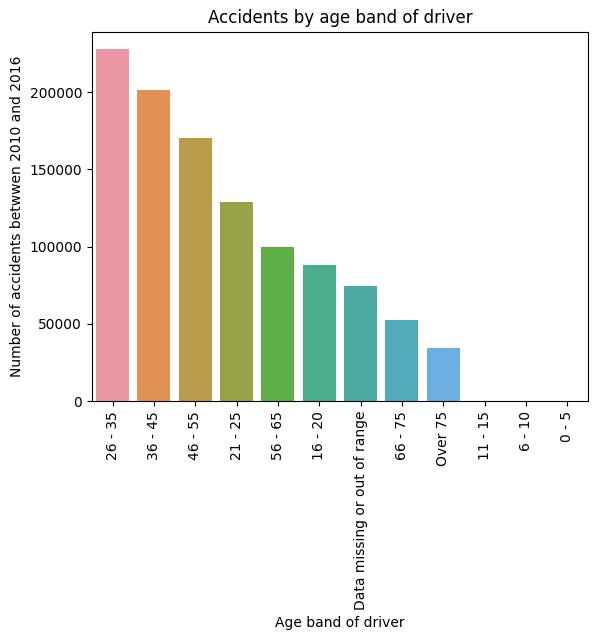 Accidents by age band of driver
Number of accidents betwwen 2010 and 2016
200000
150000
100000
50000
0
26 - 35
36 - 45
46 - 55
21 - 25
56 - 65
16 - 20
Data missing or out of range
66 - 75
Over 75
11 - 15
6 - 10
0 - 5
Age band of driver